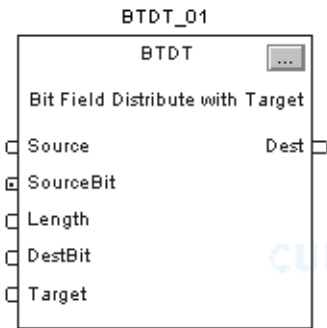 BTDT_01
BTDT
...
Bit Field Distribute with Target
Source Dest
SourceBit
Length
DestBit
Target